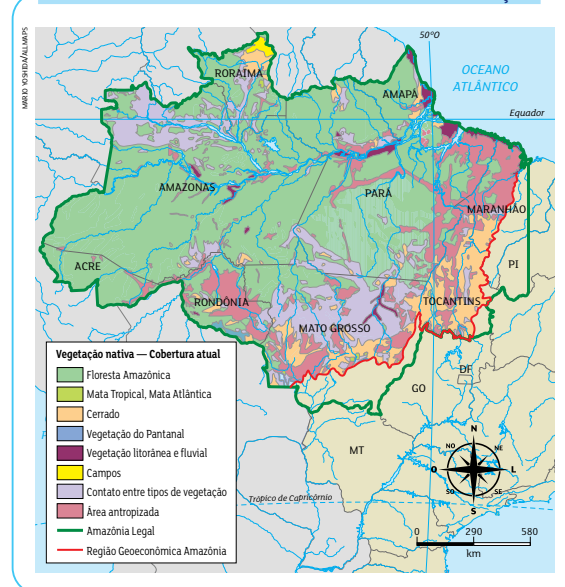 MARIO YOSHIDA/ALLMAPS
50°O
OCEANO
ATLÂNTICO
RORAIMA
AMAPÁ
Equador
AMAZONAS
PARÁ
MARANHÃO
ACRE
PI
RONDÔNIA
TOCANTINS
MATO GROSSO
DF
GO
MT
Vegetação nativa — Cobertura atual
Floresta Amazônica
Mata Tropical, Mata Atlântica
Cerrado
Vegetação do Pantanal
Vegetação litorânea e fluvial
Campos
Contato entre tipos de vegetação
Área antropizada
Amazônia Legal
Região Geoeconômica Amazônia
Trópico de Capricórnio
N
NO
NE
O
L
SO
SE
S
0 290 580
km